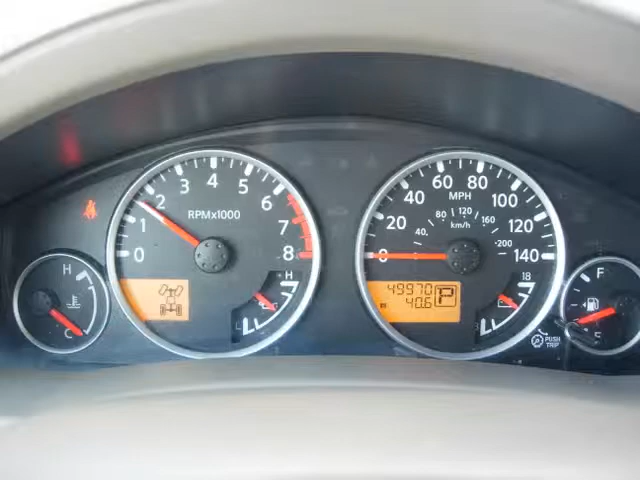 0 1 2 3 4 5 6 7 8
RPMx1000
H
C
H
L
0 20 40 60 80 100 120 140
MPH
40 80 120 160 200
km/h
49970
40.6
P
18
F
PUSH
TRIP